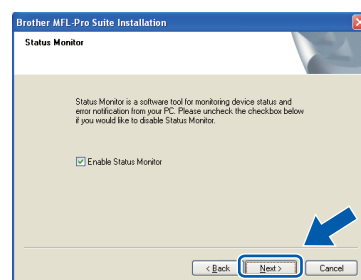 Brother MFL-Pro Suite Installation
Status Monitor
Status Monitor is a software tool for monitoring device status and
error notification from your PC. Please uncheck the checkbox below
if you would like to disable Status Monitor.
Enable Status Monitor
< Back
Next >
Cancel